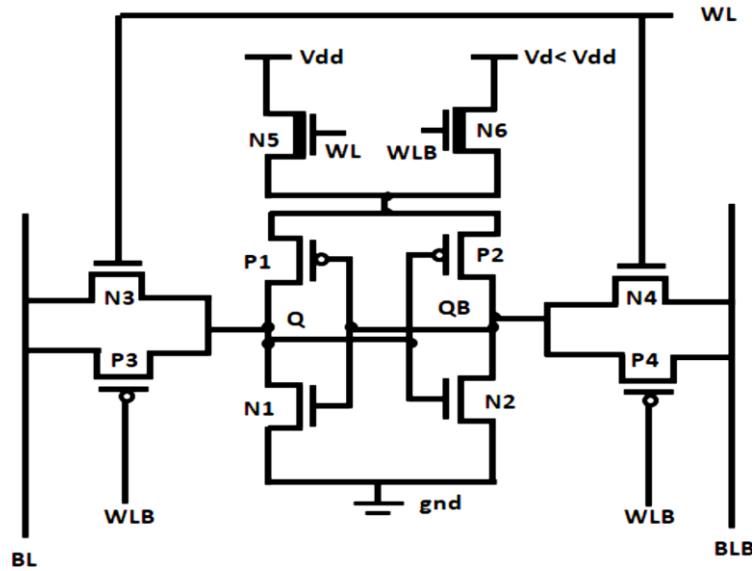 WL
Vdd
Vd< Vdd
N5
WL
WLB
N6
P1
P2
N3
Q
QB
N4
P3
P4
N1
N2
WLB
gnd
WLB
BL
BLB